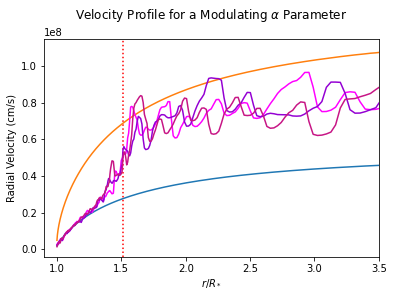 Velocity Profile for a Modulating α Parameter
1e8
Radial Velocity (cm/s)
1.0
0.8
0.6
0.4
0.2
0.0
1.0 1.5 2.0 2.5 3.0 3.5
r/R*